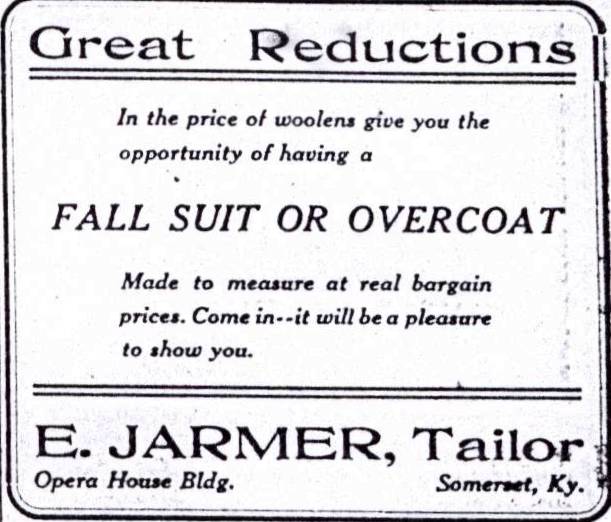 Great Reductions
In the price of woolens give you the
opportunity of having a
FALL SUIT OR OVERCOAT
Made to measure at real bargain
prices. Come in--it will be a pleasure
to show you.
E. JARMER, Tailor
Opera House Bldg. Somerset, Ky.